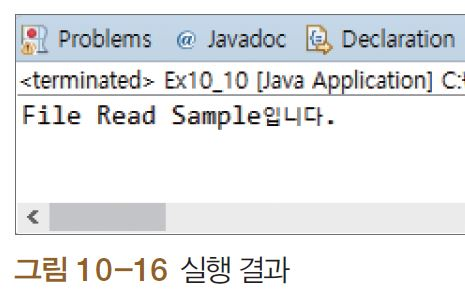 Problems @ Javadoc Declaration
<terminated> Ex10_10 [Java Application] C:
File Read Sample입니다.
그림 10-16 실행 결과